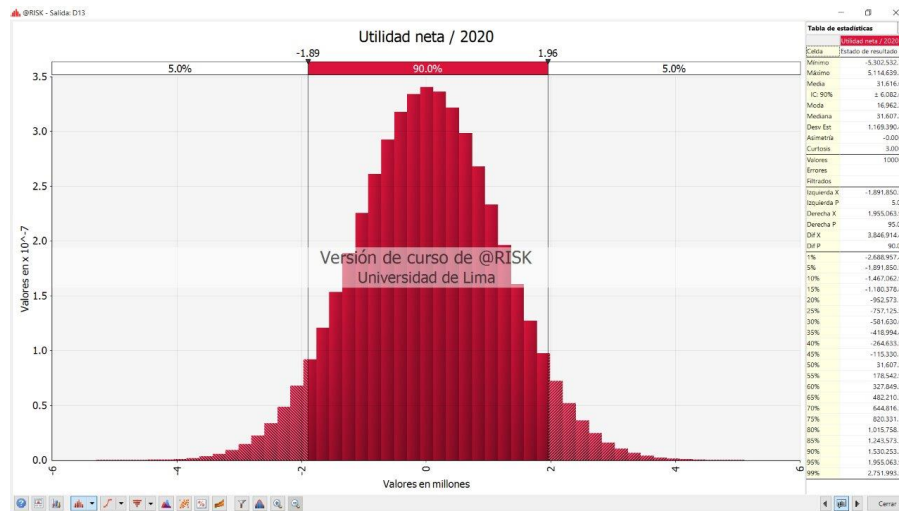 @RISK - Salida: D13
Utilidad neta / 2020
-1.89 1.96
5.0% 90.0% 5.0%
3.5
3.0
2.5
2.0
1.5
1.0
0.5
0.0
Valores en x 10^-7
-6 -4 -2 0 2 4 6
Valores en millones
Versión de curso de @RISK
Universidad de Lima
Tabla de estadísticas
Utilidad neta / 2020
Celda Estado de resultado
Mínimo -5,302,532.
Máximo 5,114,639.
Media 31,616.
IC: 90% ± 6,082.
Moda 16,962.
Mediana 31,607.
Desv Est 1,169,390.
Asimetría -0.00
Curtosis 3.00
Valores 1000
Errores
Filtrados
Izquierda X -1,891,850.
Izquierda P 5.0
Derecha X 1,955,063.
Derecha P 95.0
Dif X 3,846,914.
Dif P 90.0
1% -2,688,957.
5% -1,891,850.
10% -1,467,062.
15% -1,180,378.
20% -952,573.
25% -757,125.
30% -581,630.
35% -418,994.
40% -264,633.
45% -115,330.
50% 31,607.
55% 178,542.
60% 327,849.
65% 482,210.
70% 644,816.
75% 820,331.
80% 1,015,758.
85% 1,243,573.
90% 1,530,253.
95% 1,955,063.
99% 2,751,993.
Cerrar